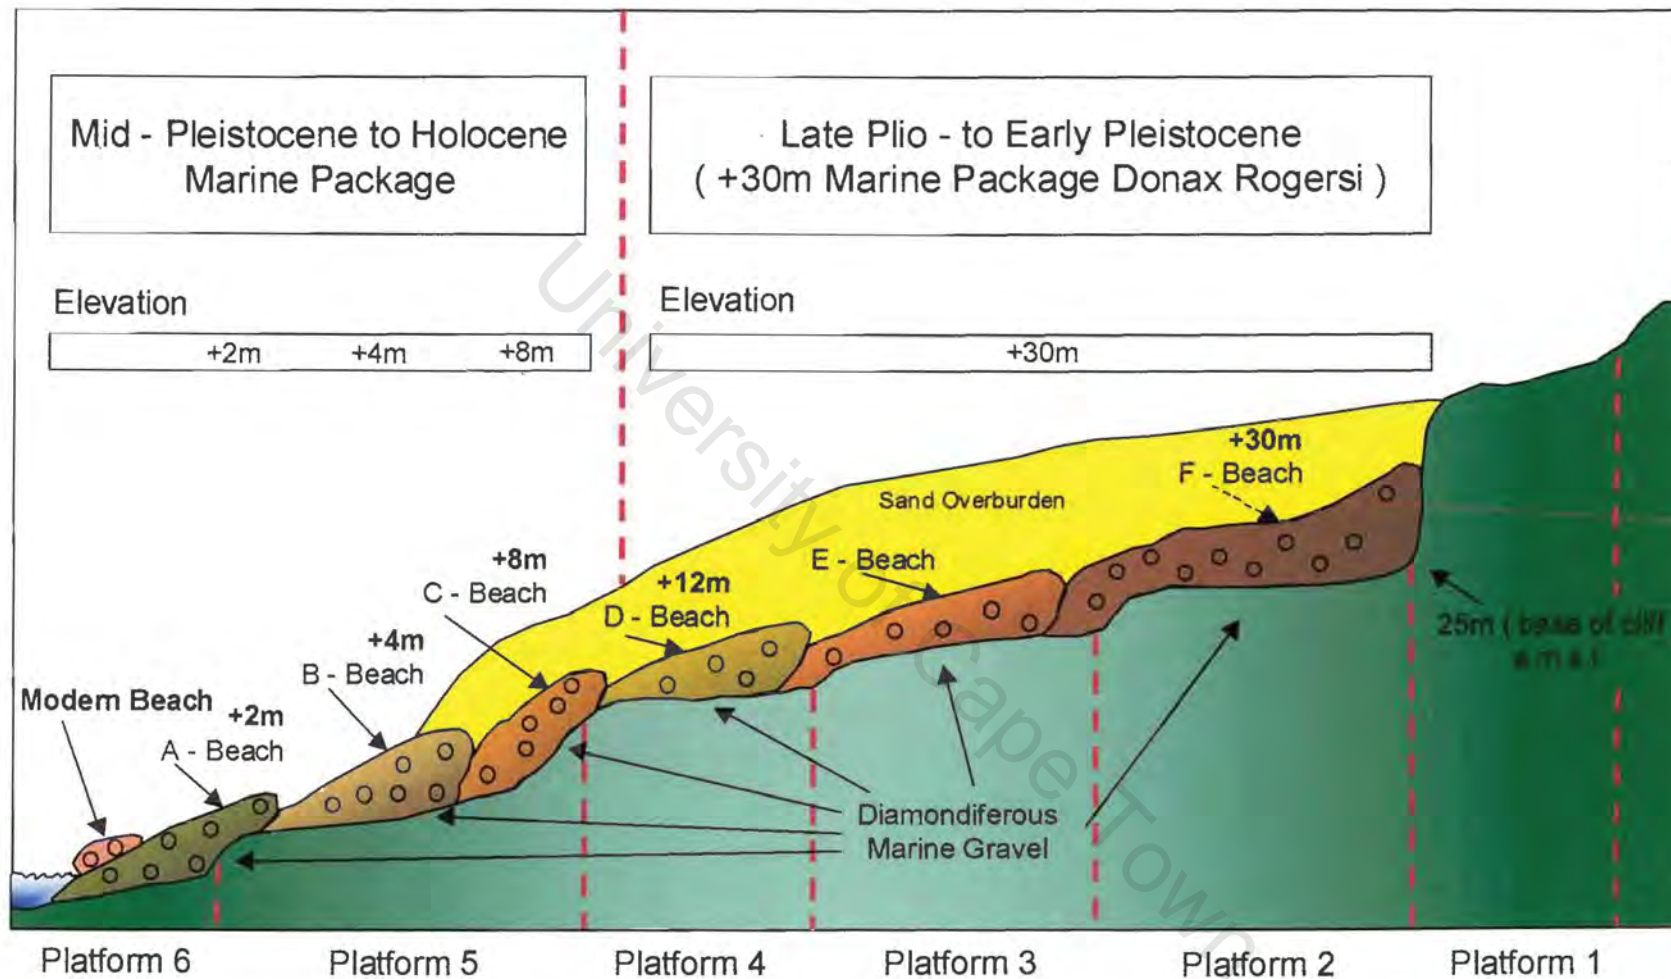 Mid - Pleistocene to Holocene
Marine Package
Late Plio - to Early Pleistocene
( +30m Marine Package Donax Rogersi )
Elevation
+2m +4m +8m
Elevation
+30m
+30m
F - Beach
Sand Overburden
E - Beach
+12m
D - Beach
+8m
C - Beach
+4m
B - Beach
Modern Beach
+2m
A - Beach
25m ( base of cliff
a m s l
Diamondiferous
Marine Gravel
Platform 6
Platform 5
Platform 4
Platform 3
Platform 2
Platform 1
University of Cape Town